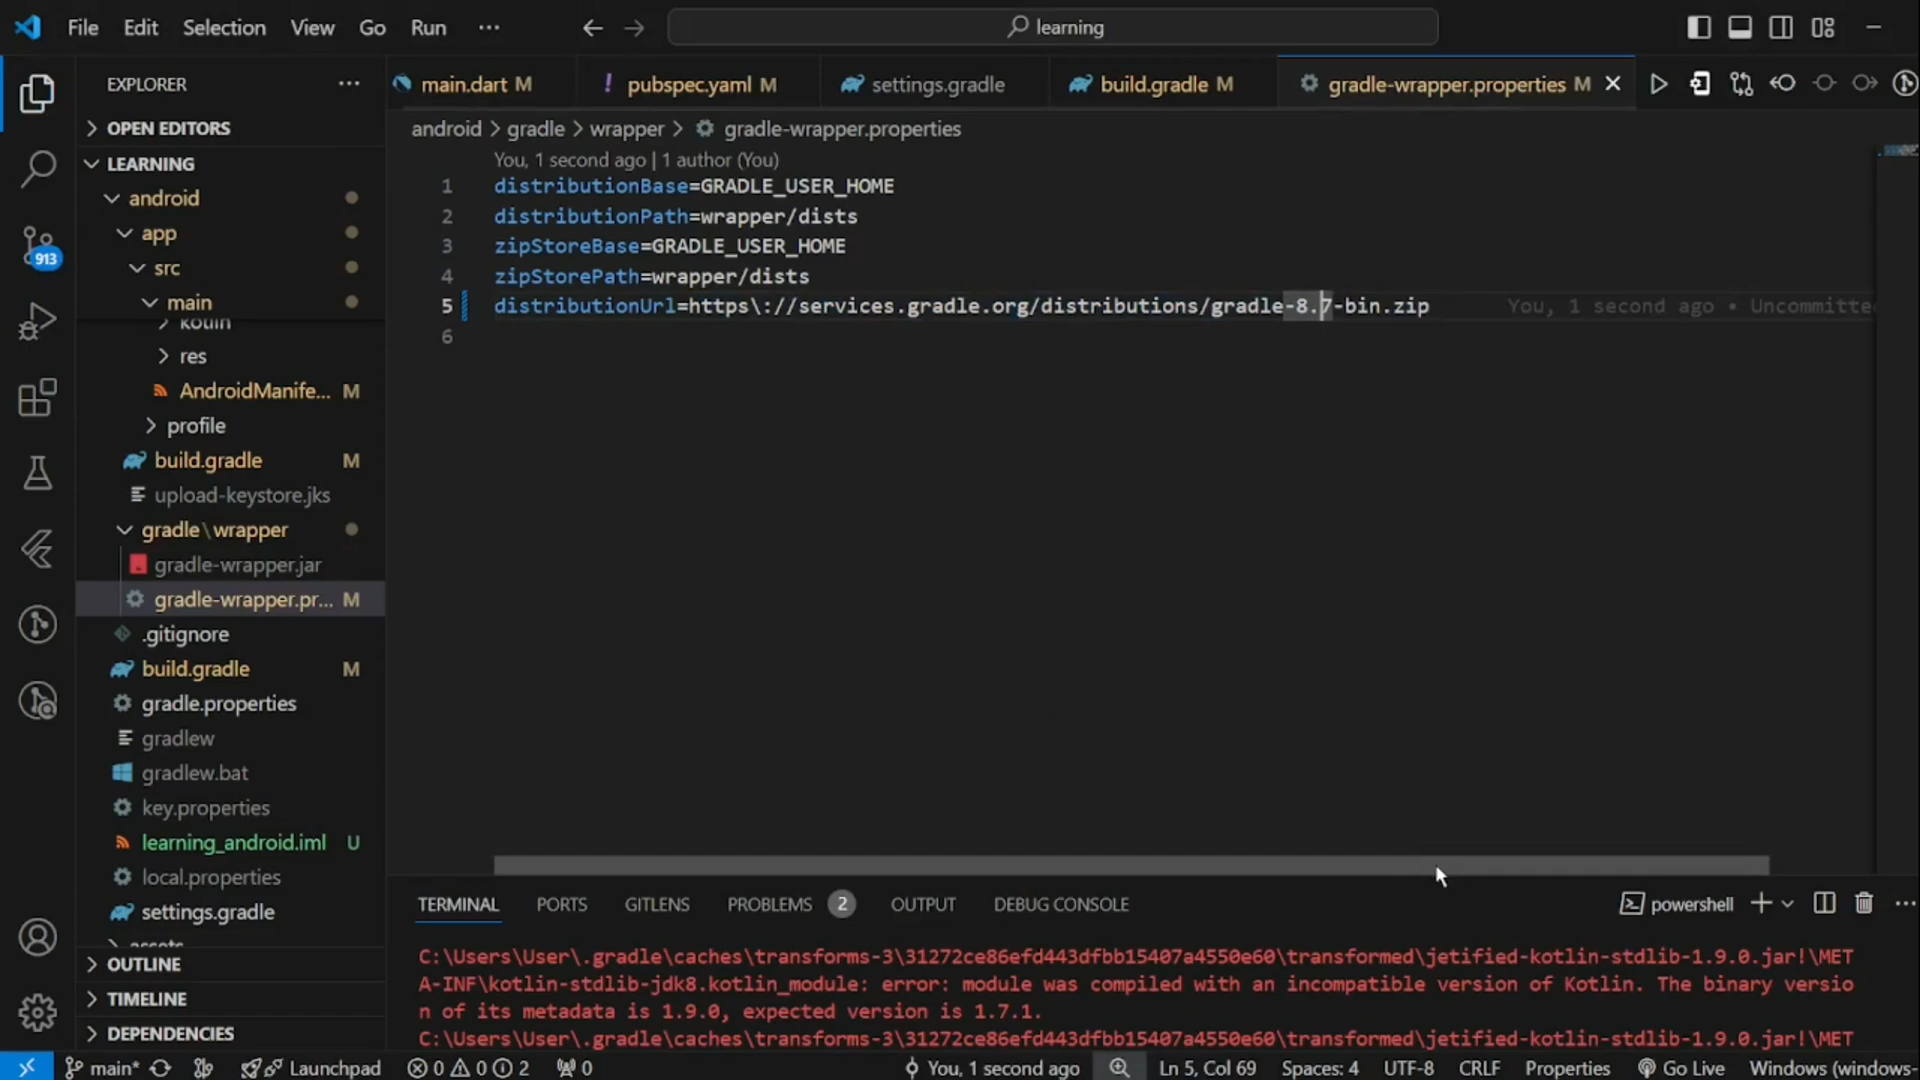 File Edit Selection View Go Run ··· learning
EXPLORER ···
OPEN EDITORS
LEARNING
android
app
src
main
kotlin
res
AndroidManife... M
profile
build.gradle M
upload-keystore.jks
gradle\wrapper
gradle-wrapper.jar
gradle-wrapper.pr... M
.gitignore
build.gradle M
gradle.properties
gradlew
gradlew.bat
key.properties
learning_android.iml U
local.properties
settings.gradle
assets
OUTLINE
TIMELINE
DEPENDENCIES
913
main.dart M ! pubspec.yaml M settings.gradle build.gradle M gradle-wrapper.properties M
android > gradle > wrapper > gradle-wrapper.properties
You, 1 second ago | 1 author (You)
1 distributionBase=GRADLE_USER_HOME
2 distributionPath=wrapper/dists
3 zipStoreBase=GRADLE_USER_HOME
4 zipStorePath=wrapper/dists
5 distributionUrl=https\://services.gradle.org/distributions/gradle-8.7-bin.zip You, 1 second ago • Uncommitte
6
TERMINAL PORTS GITLENS PROBLEMS 2 OUTPUT DEBUG CONSOLE powershell ···
C:\Users\User\.gradle\caches\transforms-3\31272ce86efd443dfbb15407a4550e60\transformed\jetified-kotlin-stdlib-1.9.0.jar!\MET
A-INF\kotlin-stdlib-jdk8.kotlin_module: error: module was compiled with an incompatible version of Kotlin. The binary versio
n of its metadata is 1.9.0, expected version is 1.7.1.
C:\Users\User\.gradle\caches\transforms-3\31272ce86efd443dfbb15407a4550e60\transformed\jetified-kotlin-stdlib-1.9.0.jar!\MET
main* Launchpad 0 0 2 0 You, 1 second ago Ln 5, Col 69 Spaces: 4 UTF-8 CRLF Properties Go Live Windows (windows-